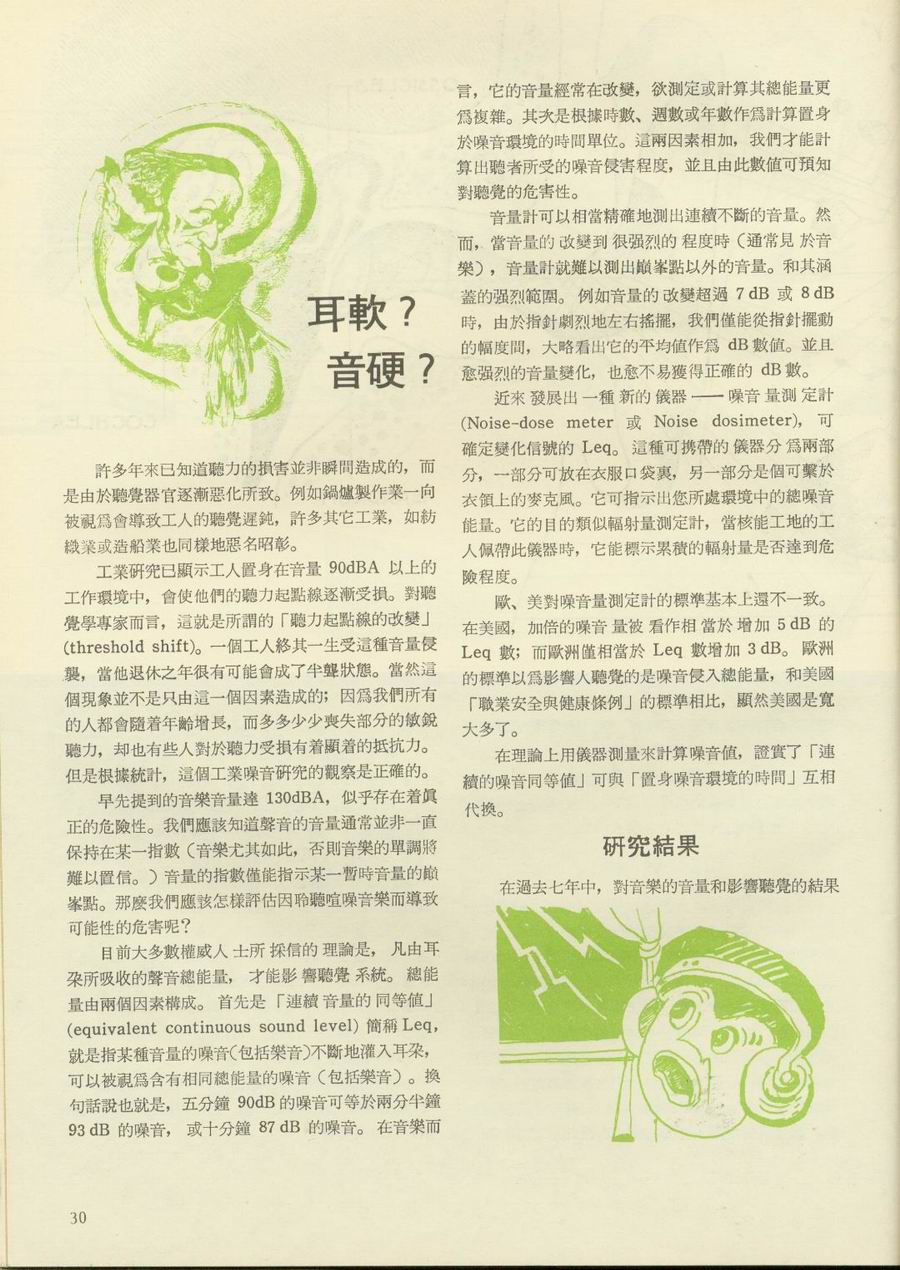 耳軟？
音硬？
許多年來已知道聽力的損害並非瞬間造成的，而
是由於聽覺器官逐漸惡化所致。例如鍋爐製作業一向
被視爲會導致工人的聽覺遲鈍，許多其它工業，如紡
織業或造船業也同樣地惡名昭彰。
工業研究已顯示工人置身在音量 90dBA 以上的
工作環境中，會使他們的聽力起點線逐漸受損。對聽
覺學專家而言，這就是所謂的「聽力起點線的改變」
(threshold shift)。一個工人終其一生受這種音量侵
襲，當他退休之年很有可能會成了半聾狀態。當然這
個現象並不是只由這一個因素造成的；因爲我們所有
的人都會隨着年齡增長，而多多少少喪失部分的敏銳
聽力，却也有些人對於聽力受損有着顯着的抵抗力。
但是根據統計，這個工業噪音研究的觀察是正確的。
早先提到的音樂音量達 130dBA，似乎存在着眞
正的危險性。我們應該知道聲音的音量通常並非一直
保持在某一指數（音樂尤其如此，否則音樂的單調將
難以置信。）音量的指數僅能指示某一暫時音量的巔
峯點。那麼我們應該怎樣評估因聆聽喧噪音樂而導致
可能性的危害呢？
目前大多數權威人士所採信的理論是，凡由耳
朶所吸收的聲音總能量，才能影響聽覺系統。總能
量由兩個因素構成。首先是「連續音量的同等値」
(equivalent continuous sound level) 簡稱 Leq，
就是指某種音量的噪音(包括樂音)不斷地灌入耳朶，
可以被視爲含有相同總能量的噪音（包括樂音）。換
句話說也就是，五分鐘 90dB 的噪音可等於兩分半鐘
93 dB 的噪音，或十分鐘 87 dB 的噪音。在音樂而
言，它的音量經常在改變，欲測定或計算其總能量更
爲複雜。其次是根據時數、週數或年數作爲計算置身
於噪音環境的時間單位。這兩因素相加，我們才能計
算出聽者所受的噪音侵害程度，並且由此數値可預知
對聽覺的危害性。
音量計可以相當精確地測出連續不斷的音量。然
而，當音量的改變到很强烈的程度時（通常見於音
樂），音量計就難以測出巔峯點以外的音量。和其涵
蓋的强烈範圍。例如音量的改變超過 7 dB 或 8 dB
時，由於指針劇烈地左右搖擺，我們僅能從指針擺動
的幅度間，大略看出它的平均値作爲 dB 數値。並且
愈强烈的音量變化，也愈不易獲得正確的 dB 數。
近來發展出一種新的儀器——噪音量測定計
(Noise-dose meter 或 Noise dosimeter)，可
確定變化信號的 Leq。這種可携帶的儀器分爲兩部
分，一部分可放在衣服口袋裏，另一部分是個可繫於
衣領上的麥克風。它可指示出您所處環境中的總噪音
能量。它的目的類似輻射量測定計，當核能工地的工
人佩帶此儀器時，它能標示累積的輻射量是否達到危
險程度。
歐、美對噪音量測定計的標準基本上還不一致。
在美國，加倍的噪音量被看作相當於增加 5 dB 的
Leq 數；而歐洲僅相當於 Leq 數增加 3 dB。歐洲
的標準以爲影響人聽覺的是噪音侵入總能量，和美國
「職業安全與健康條例」的標準相比，顯然美國是寬
大多了。
在理論上用儀器測量來計算噪音値，證實了「連
續的噪音同等値」可與「置身噪音環境的時間」互相
代換。
研究結果
在過去七年中，對音樂的音量和影響聽覺的結果
30